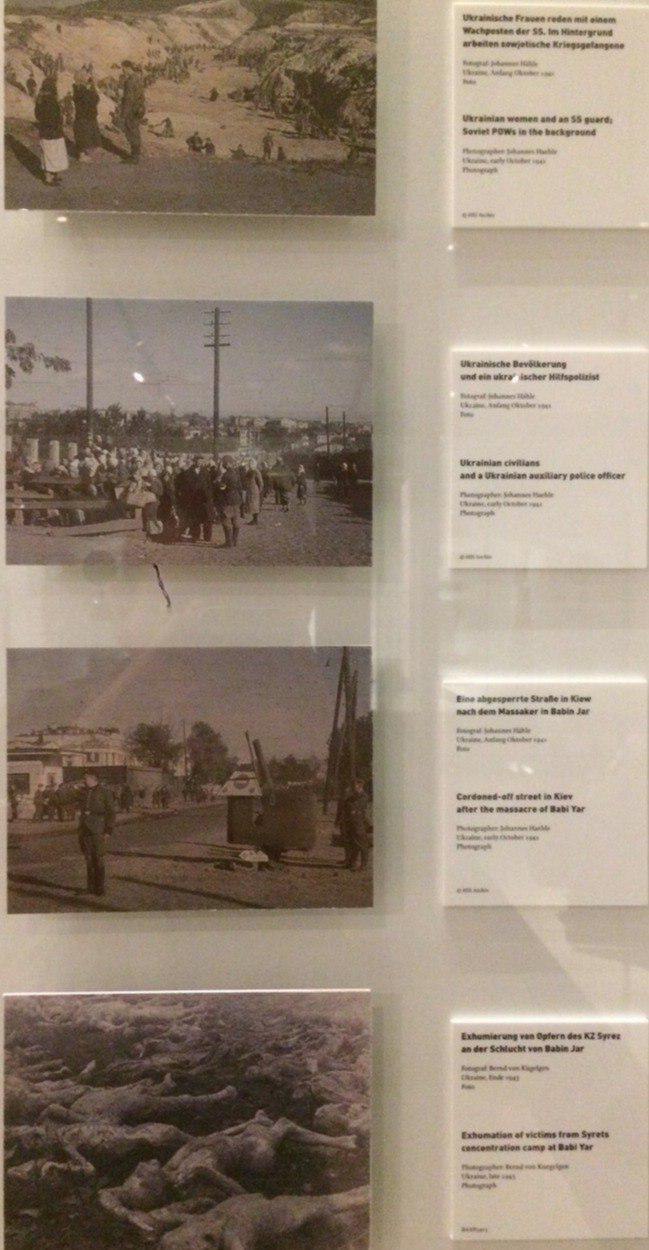 Ukrainische Frauen reden mit einem
Wachposten der SS. Im Hintergrund
arbeiten sowjetische Kriegsgefangene
Fotograf: Johannes Hähle
Ukraine, Anfang Oktober 1941
Foto
Ukrainian women and an SS guard;
Soviet POWs in the background
Photographer: Johannes Haehle
Ukraine, early October 1941
Photograph
© HIS Archiv
Ukrainische Bevölkerung
und ein ukrainischer Hilfspolizist
Fotograf: Johannes Hähle
Ukraine, Anfang Oktober 1941
Foto
Ukrainian civilians
and a Ukrainian auxiliary police officer
Photographer: Johannes Haehle
Ukraine, early October 1941
Photograph
© HIS Archiv
Eine abgesperrte Straße in Kiew
nach dem Massaker in Babin Jar
Fotograf: Johannes Hähle
Ukraine, Anfang Oktober 1941
Foto
Cordoned-off street in Kiev
after the massacre of Babi Yar
Photographer: Johannes Haehle
Ukraine, early October 1941
Photograph
© HIS Archiv
Exhumierung von Opfern des KZ Syrez
an der Schlucht von Babin Jar
Fotograf: Bernd von Kügelgen
Ukraine, Ende 1943
Foto
Exhumation of victims from Syrets
concentration camp at Babi Yar
Photographer: Bernd von Kuegelgen
Ukraine, late 1943
Photograph